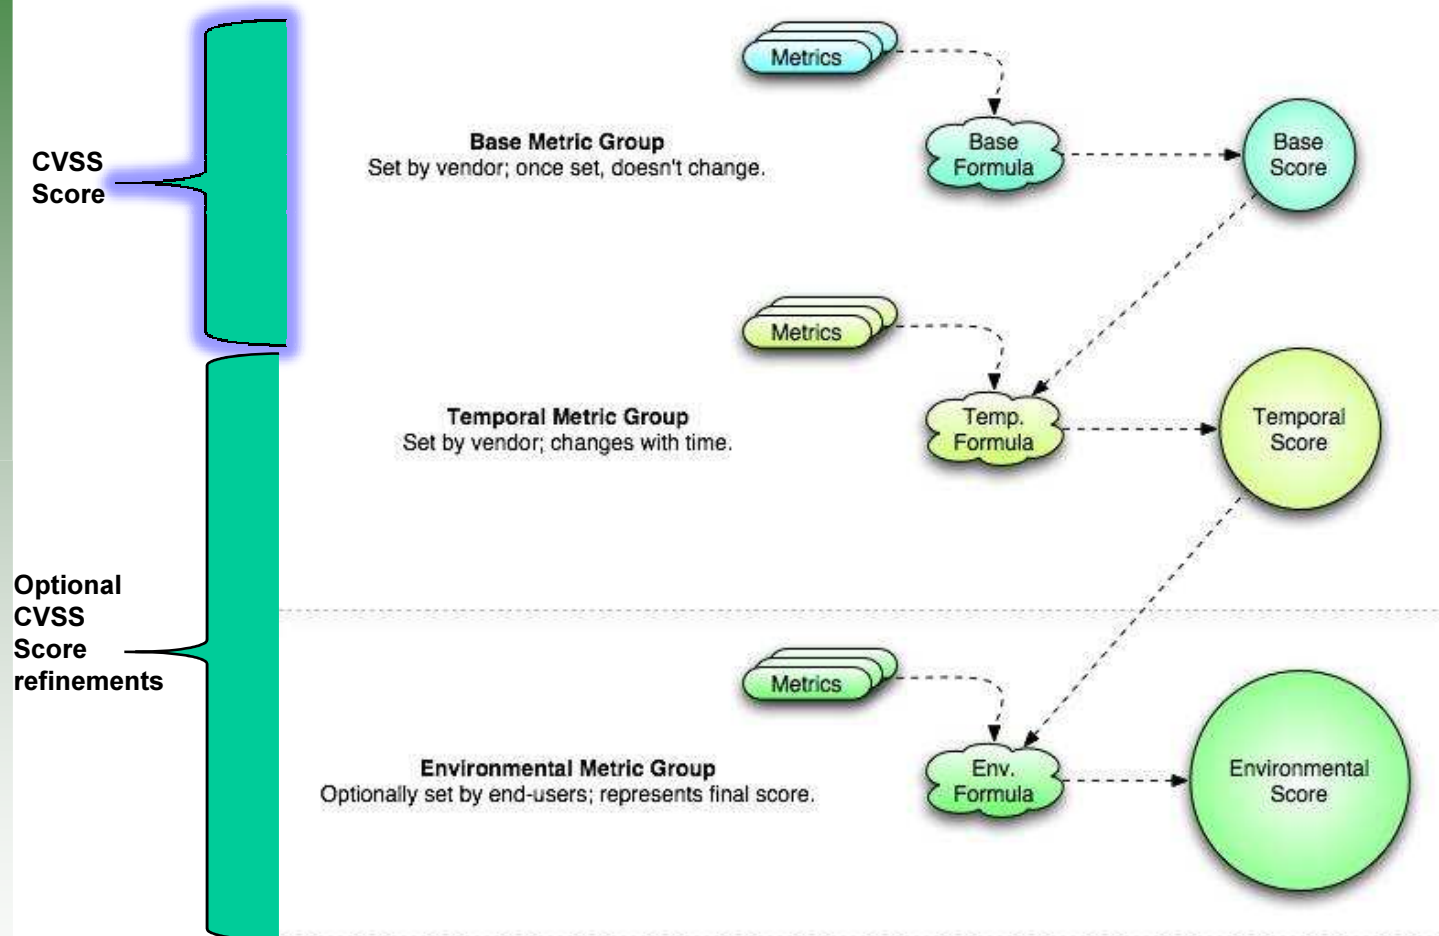 CVSS
Score
Metrics
Base Metric Group
Set by vendor; once set, doesn't change.
Base
Formula
Base
Score
Metrics
Temporal Metric Group
Set by vendor; changes with time.
Temp.
Formula
Temporal
Score
Optional
CVSS
Score
refinements
Metrics
Environmental Metric Group
Optionally set by end-users; represents final score.
Env.
Formula
Environmental
Score